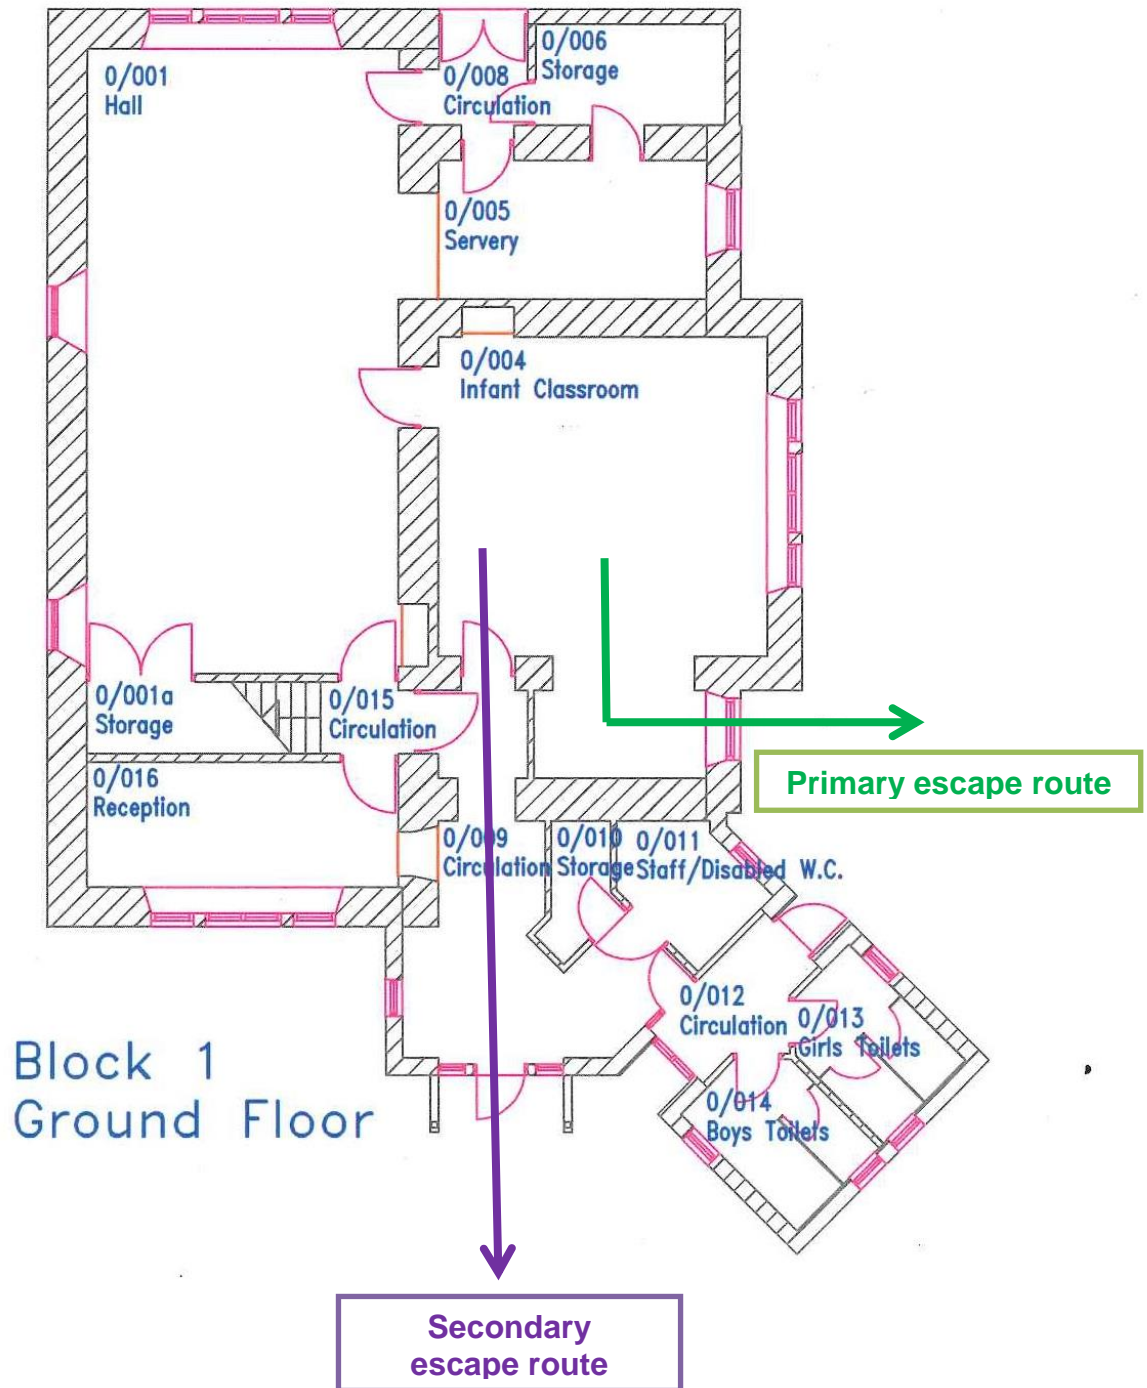 0/001
Hall
0/008
Circulation
0/006
Storage
0/005
Servery
0/004
Infant Classroom
0/001a
Storage
0/015
Circulation
0/016
Reception
Primary escape route
0/009
Circulation
0/010
Storage
0/011
Staff/Disabled W.C.
0/012
Circulation
0/013
Girls Toilets
0/014
Boys Toilets
Block 1
Ground Floor
Secondary
escape route